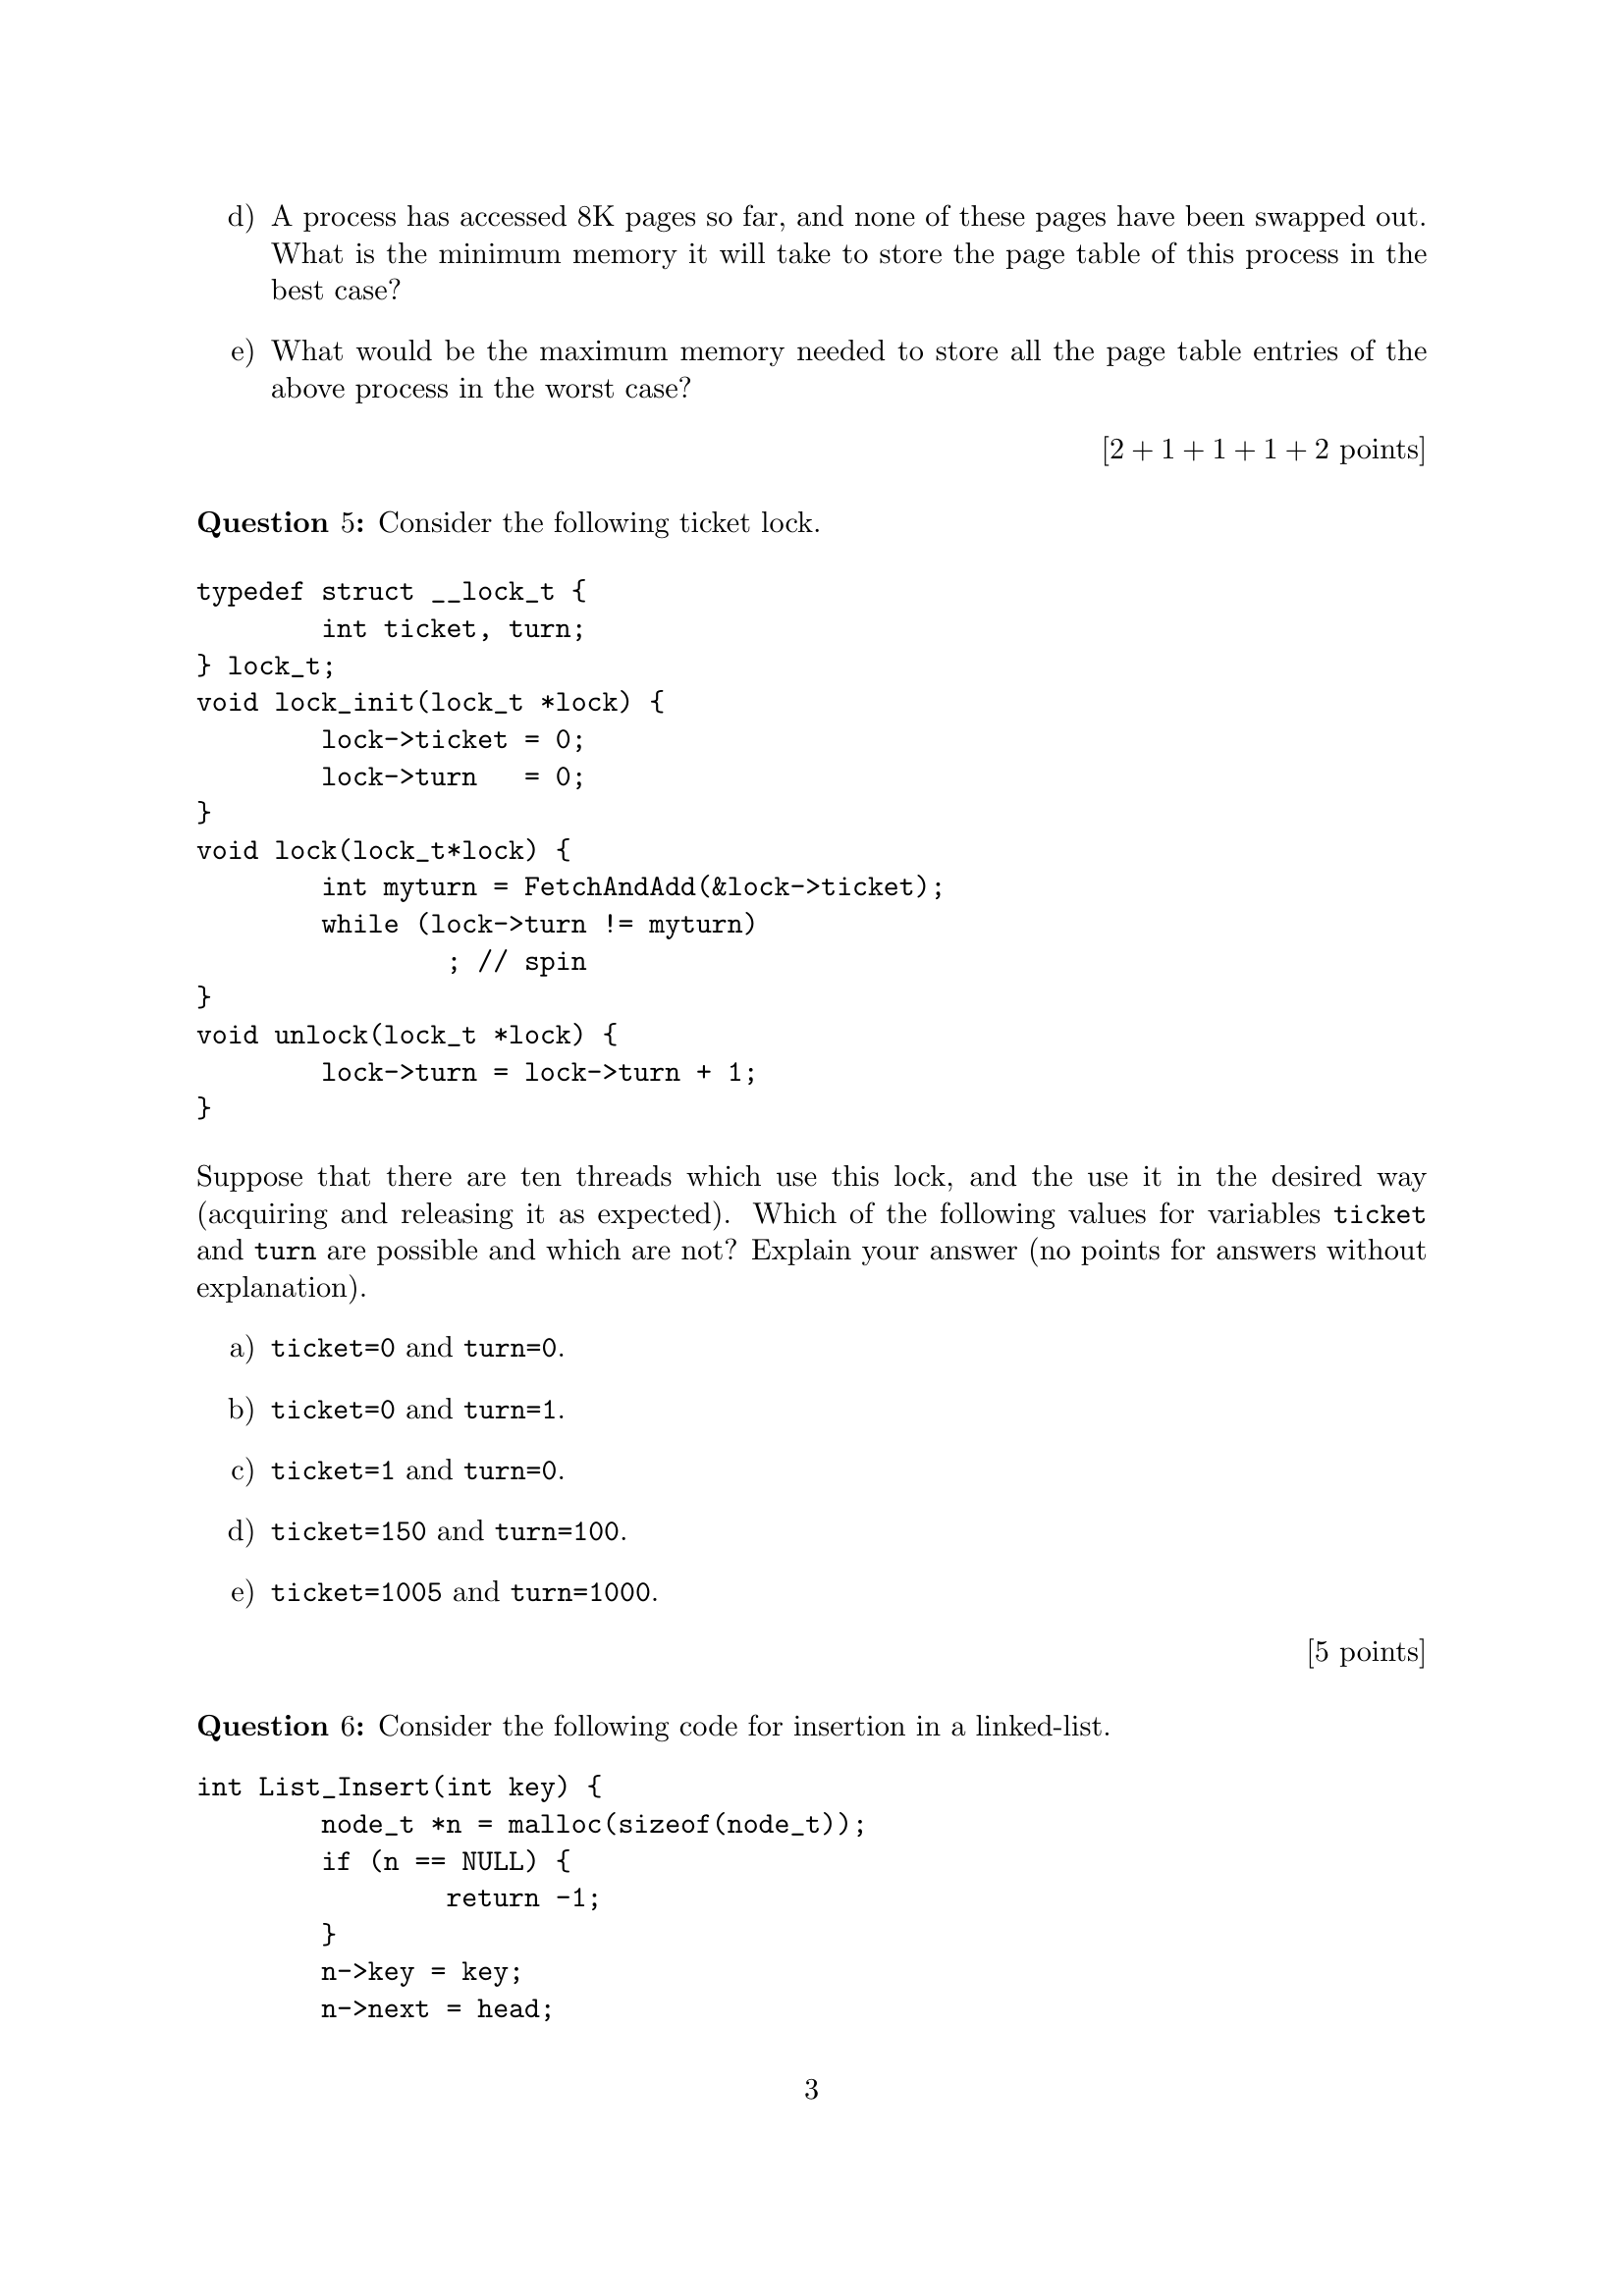 d) A process has accessed 8K pages so far, and none of these pages have been swapped out.
What is the minimum memory it will take to store the page table of this process in the
best case?
e) What would be the maximum memory needed to store all the page table entries of the
above process in the worst case?
[2 + 1 + 1 + 1 + 2 points]
Question 5: Consider the following ticket lock.
typedef struct __lock_t {
        int ticket, turn;
} lock_t;
void lock_init(lock_t *lock) {
        lock->ticket = 0;
        lock->turn   = 0;
}
void lock(lock_t*lock) {
        int myturn = FetchAndAdd(&lock->ticket);
        while (lock->turn != myturn)
                ; // spin
}
void unlock(lock_t *lock) {
        lock->turn = lock->turn + 1;
}
Suppose that there are ten threads which use this lock, and the use it in the desired way
(acquiring and releasing it as expected). Which of the following values for variables ticket
and turn are possible and which are not? Explain your answer (no points for answers without
explanation).
a) ticket=0 and turn=0.
b) ticket=0 and turn=1.
c) ticket=1 and turn=0.
d) ticket=150 and turn=100.
e) ticket=1005 and turn=1000.
[5 points]
Question 6: Consider the following code for insertion in a linked-list.
int List_Insert(int key) {
        node_t *n = malloc(sizeof(node_t));
        if (n == NULL) {
                return -1;
        }
        n->key = key;
        n->next = head;
3